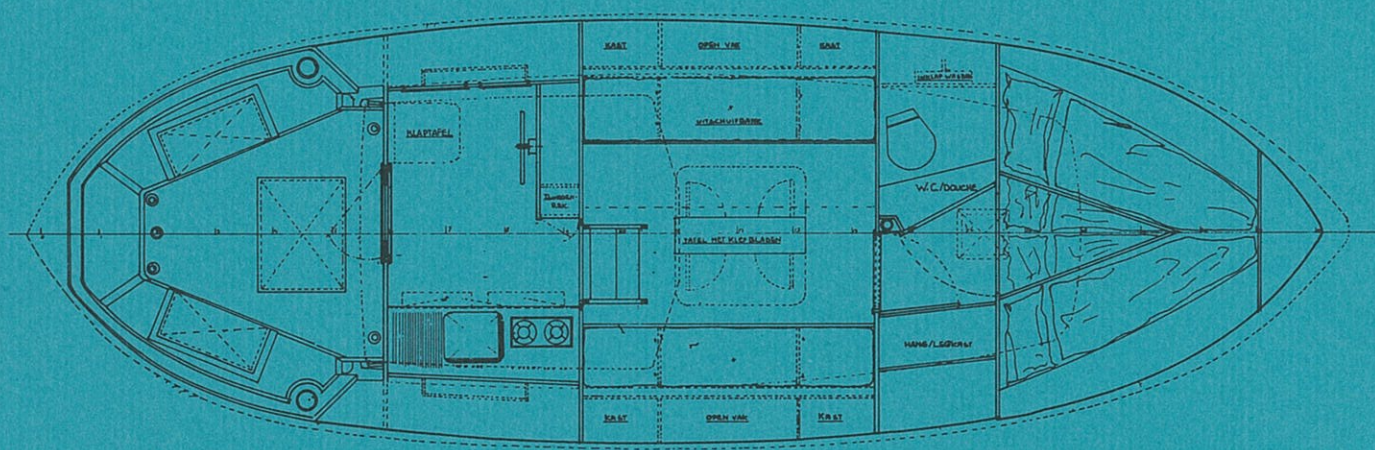 KAST
OPEN VAK
KAST
UITSCHUIFBANK
KLAPTAFEL
W.C./DOUCHE
TAFEL MET KLEPBLADEN
HANG/LEGKAST
KAST
OPEN VAK
KAST